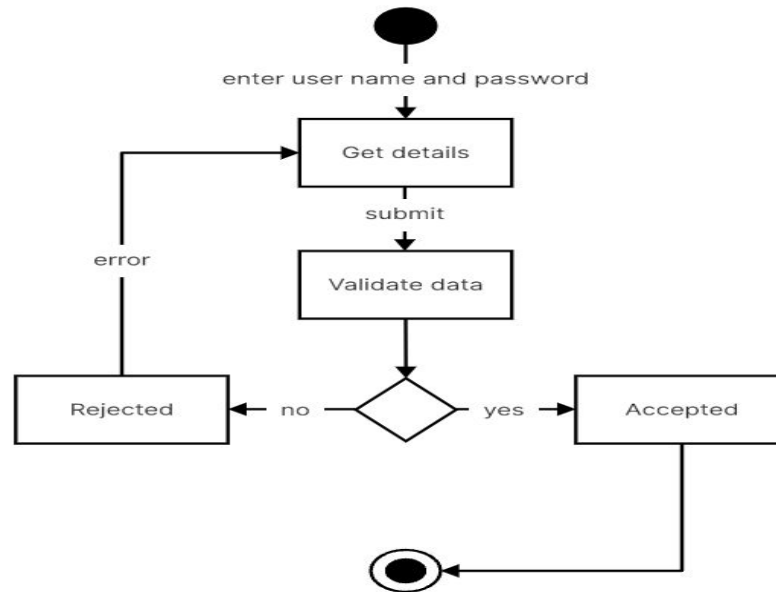 enter user name and password
Get details
submit
error
Validate data
Rejected
no
yes
Accepted